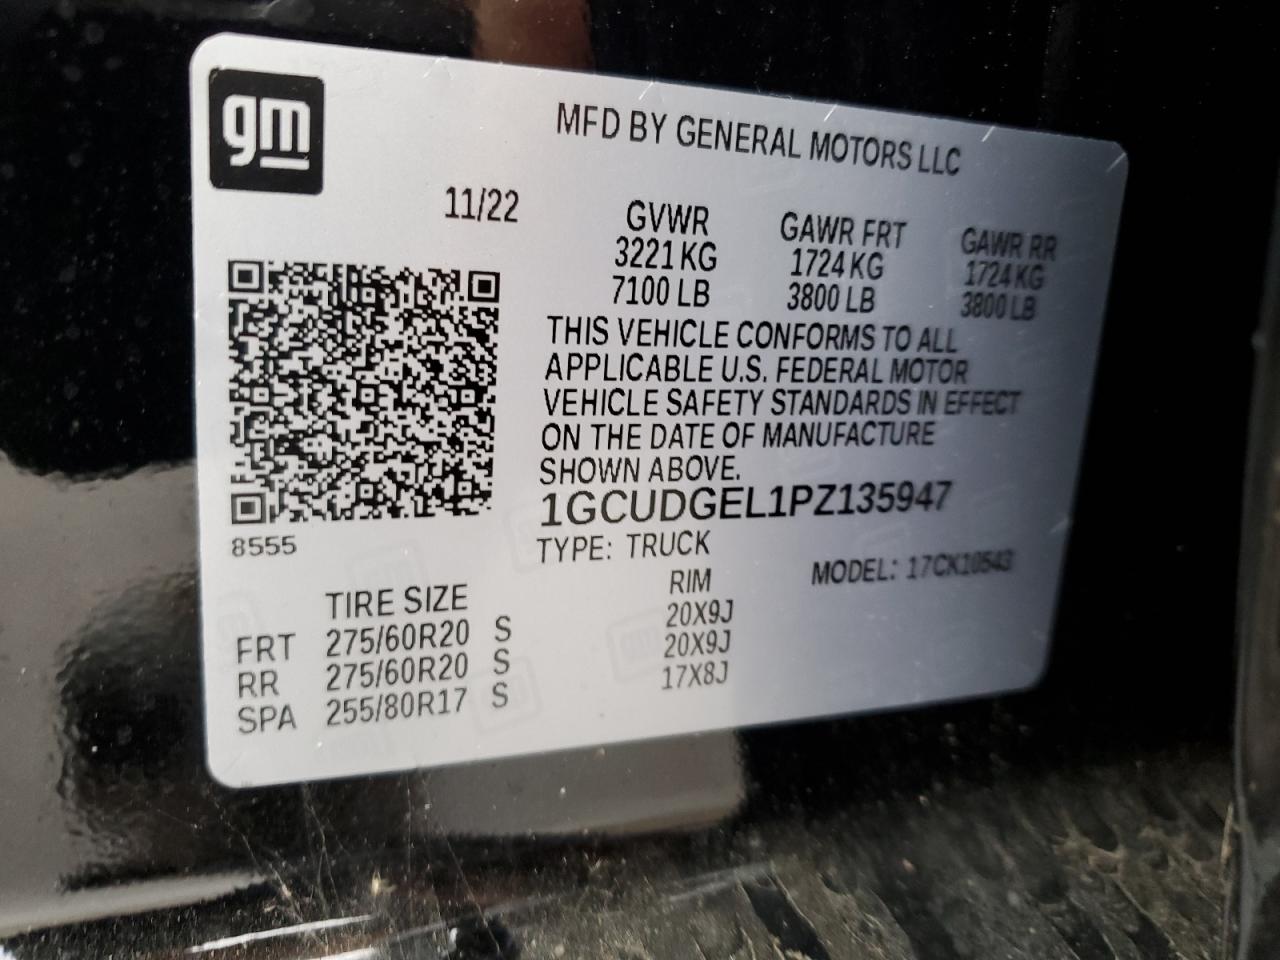 gm
MFD BY GENERAL MOTORS LLC
11/22
GVWR GAWR FRT GAWR RR
3221 KG 1724 KG 1724 KG
7100 LB 3800 LB 3800 LB
THIS VEHICLE CONFORMS TO ALL
APPLICABLE U.S. FEDERAL MOTOR
VEHICLE SAFETY STANDARDS IN EFFECT
ON THE DATE OF MANUFACTURE
SHOWN ABOVE.
1GCUDGEL1PZ135947
8555
TYPE: TRUCK MODEL: 17CK10543
TIRE SIZE RIM
FRT 275/60R20 S 20X9J
RR 275/60R20 S 20X9J
SPA 255/80R17 S 17X8J